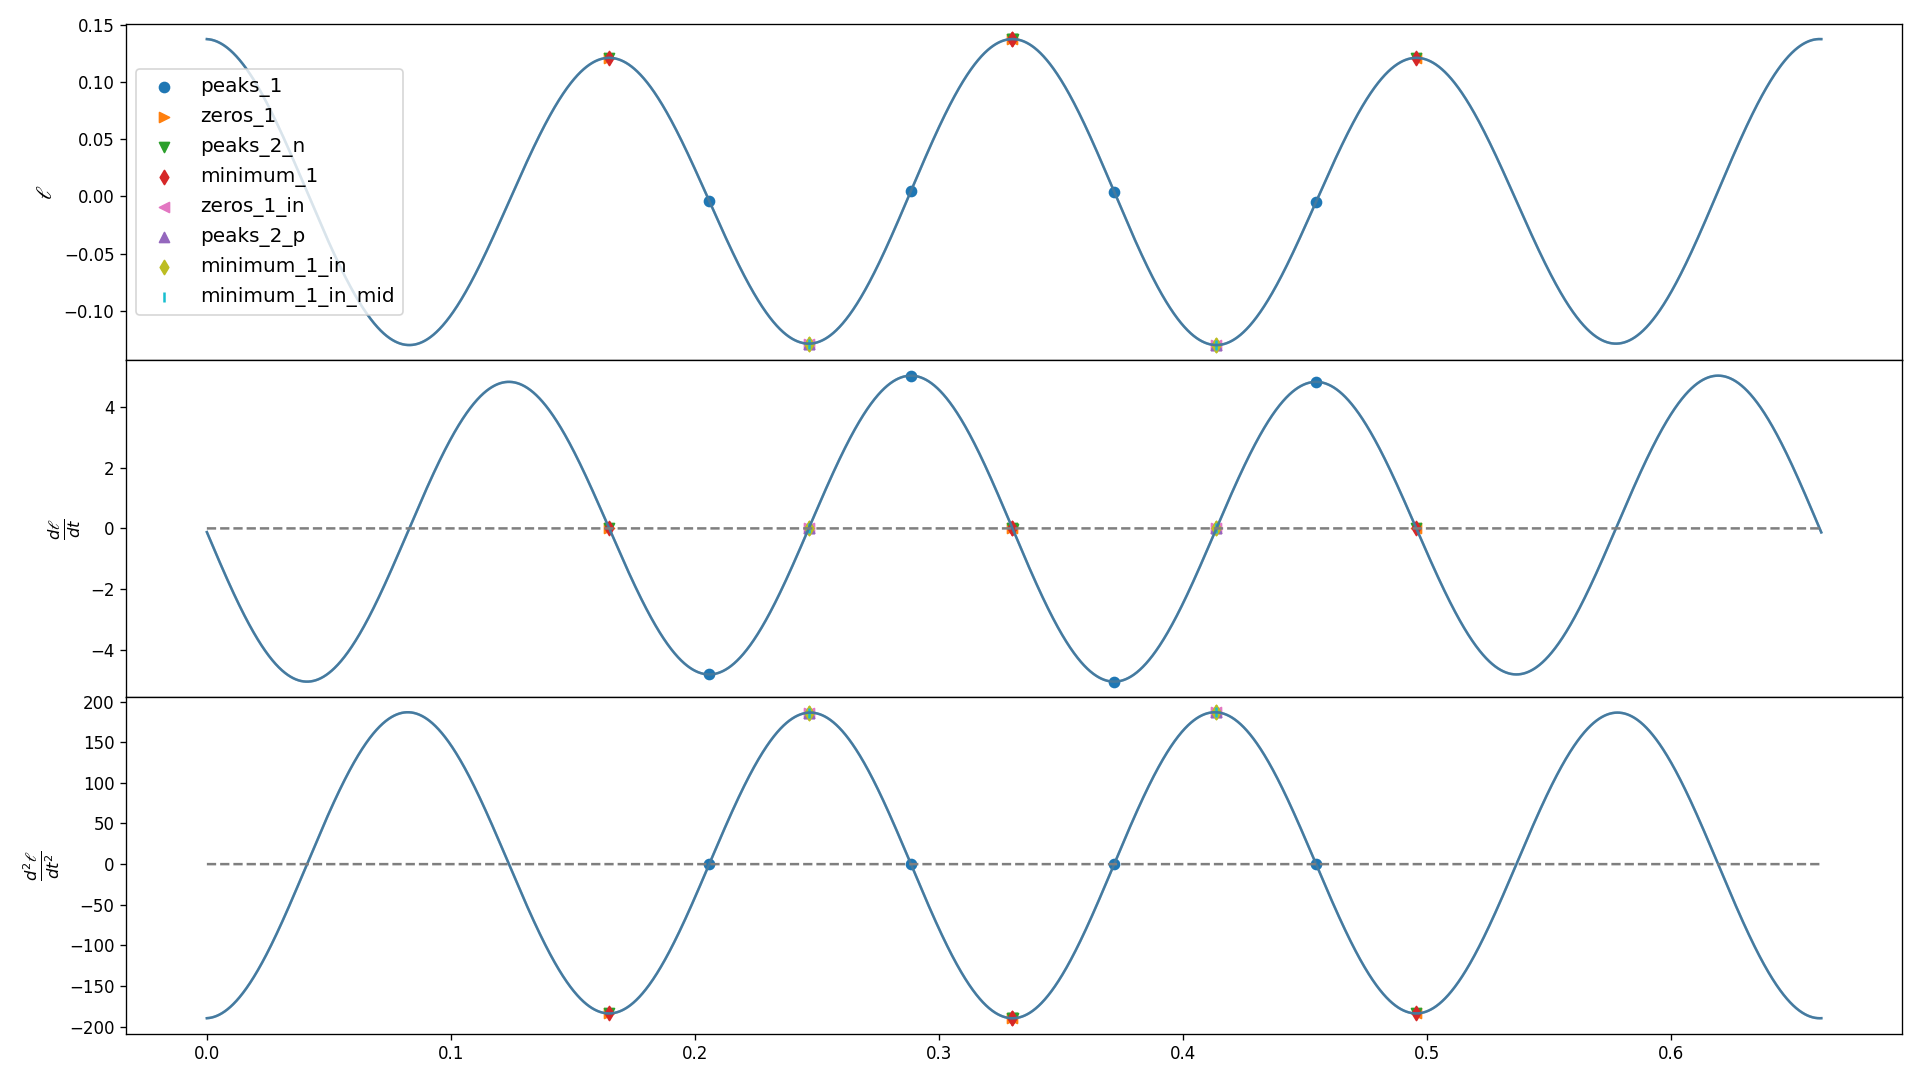 0.15
0.10
0.05
0.00
−0.05
−0.10
ℓ
peaks_1
zeros_1
peaks_2_n
minimum_1
zeros_1_in
peaks_2_p
minimum_1_in
minimum_1_in_mid
4
2
0
−2
−4
dℓ
dt
200
150
100
50
0
−50
−100
−150
−200
d²ℓ
dt²
0.0 0.1 0.2 0.3 0.4 0.5 0.6